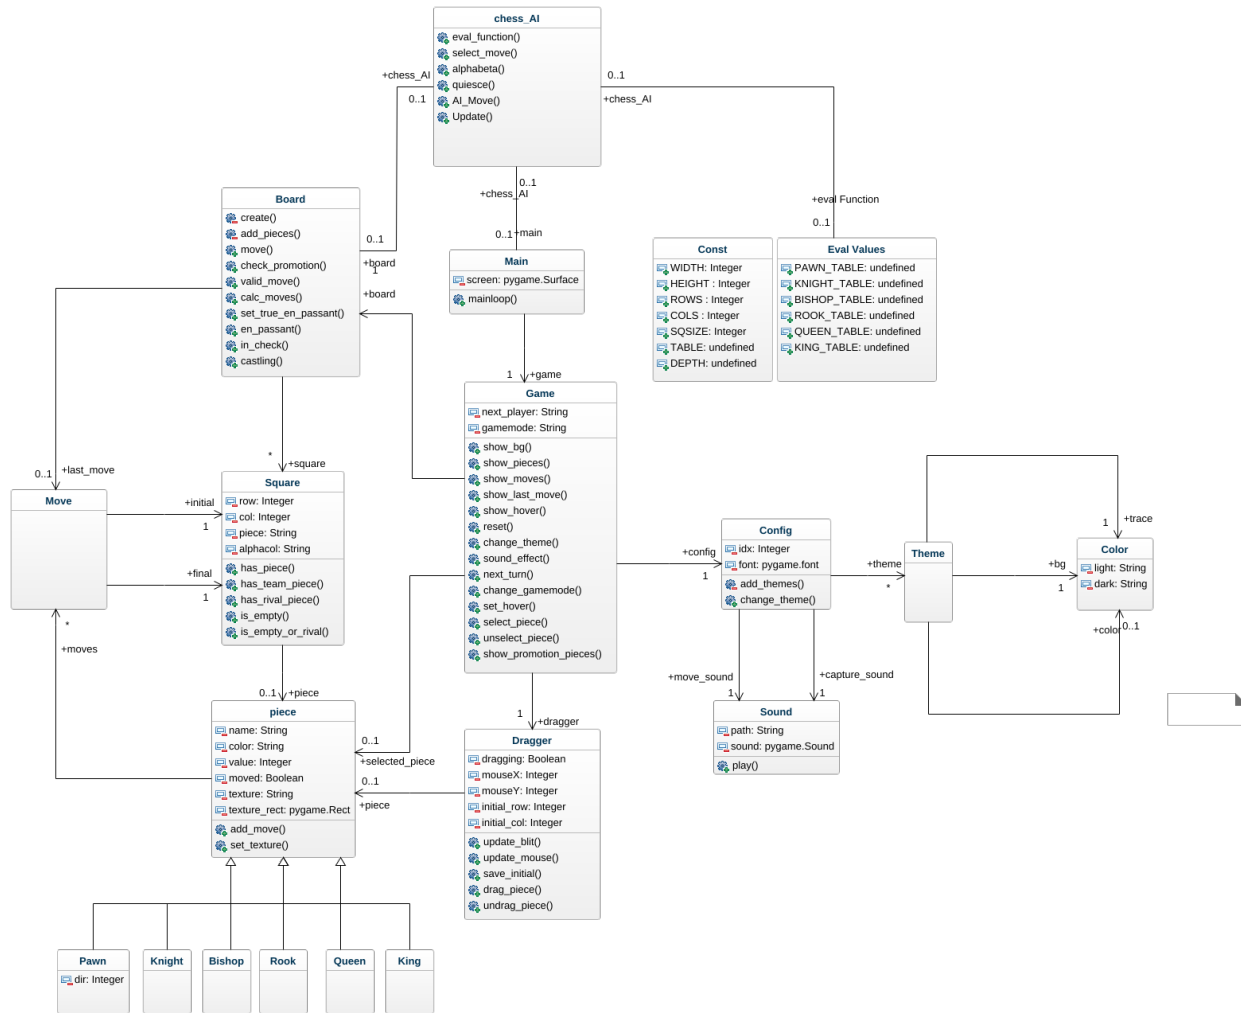 chess_AI
eval_function()
select_move()
alphabeta()
quiesce()
AI_Move()
Update()
+chess_AI
0..1
0..1
+chess_AI
0..1
+chess_AI
0..1
+main
+eval Function
0..1
Board
create()
add_pieces()
move()
check_promotion()
valid_move()
calc_moves()
set_true_en_passant()
en_passant()
in_check()
castling()
0..1
+board
1
+board
Main
screen: pygame.Surface
mainloop()
Const
WIDTH: Integer
HEIGHT : Integer
ROWS : Integer
COLS : Integer
SQSIZE: Integer
TABLE: undefined
DEPTH: undefined
Eval Values
PAWN_TABLE: undefined
KNIGHT_TABLE: undefined
BISHOP_TABLE: undefined
ROOK_TABLE: undefined
QUEEN_TABLE: undefined
KING_TABLE: undefined
1
+game
Game
next_player: String
gamemode: String
show_bg()
show_pieces()
show_moves()
show_last_move()
show_hover()
reset()
change_theme()
sound_effect()
next_turn()
change_gamemode()
set_hover()
select_piece()
unselect_piece()
show_promotion_pieces()
*
+square
0..1
+last_move
Move
+initial
1
+final
1
*
+moves
Square
row: Integer
col: Integer
piece: String
alphacol: String
has_piece()
has_team_piece()
has_rival_piece()
is_empty()
is_empty_or_rival()
0..1
+piece
piece
name: String
color: String
value: Integer
moved: Boolean
texture: String
texture_rect: pygame.Rect
add_move()
set_texture()
0..1
+selected_piece
0..1
+piece
1
+dragger
Dragger
dragging: Boolean
mouseX: Integer
mouseY: Integer
initial_row: Integer
initial_col: Integer
update_blit()
update_mouse()
save_initial()
drag_piece()
undrag_piece()
+config
1
Config
idx: Integer
font: pygame.font
add_themes()
change_theme()
+theme
*
Theme
1
+trace
+bg
1
+color
0..1
Color
light: String
dark: String
+move_sound
1
+capture_sound
1
Sound
path: String
sound: pygame.Sound
play()
Pawn
dir: Integer
Knight
Bishop
Rook
Queen
King